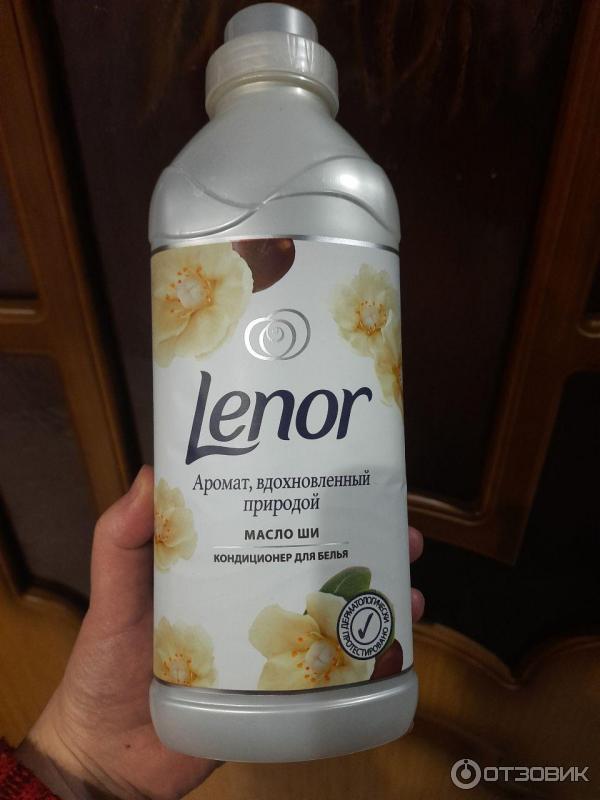 Lenor
Аромат, вдохновленный
природой
МАСЛО ШИ
КОНДИЦИОНЕР ДЛЯ БЕЛЬЯ
ДЕРМАТОЛОГИЧЕСКИ
ПРОТЕСТИРОВАНО
ОТЗОВИК